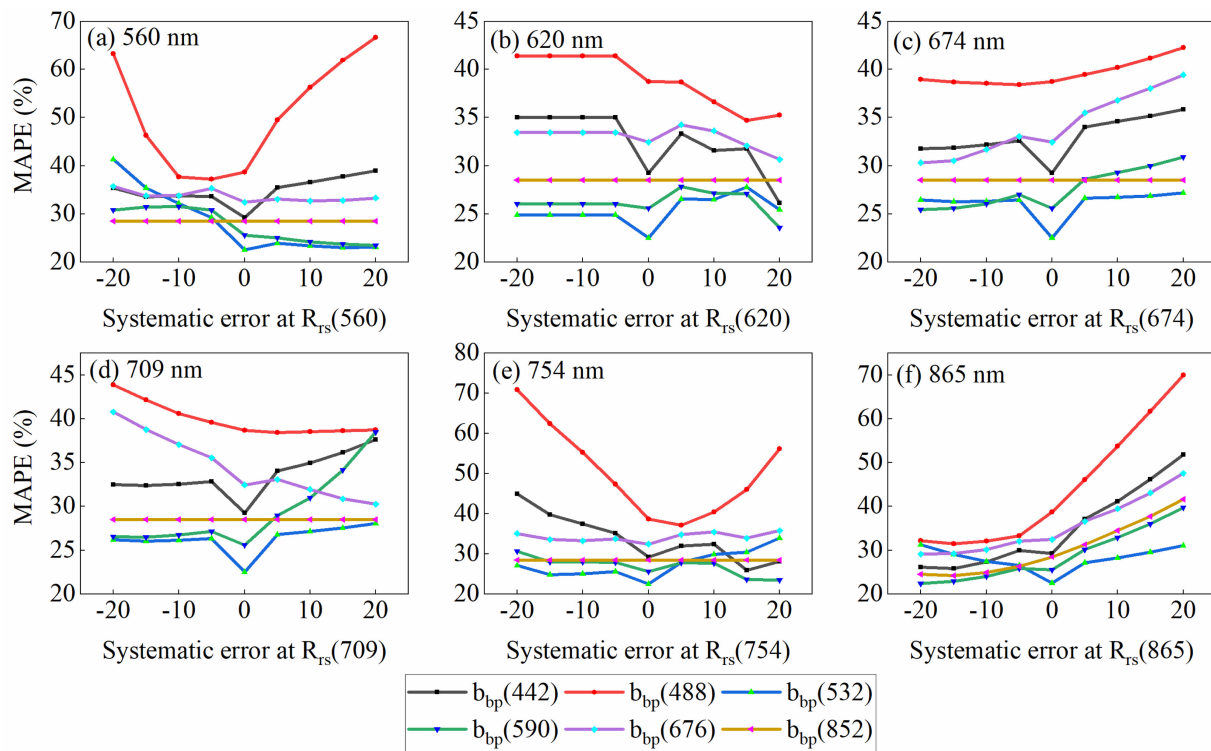 (a) 560 nm
(b) 620 nm
(c) 674 nm
MAPE (%)
70
60
50
40
30
20
45
40
35
30
25
20
45
40
35
30
25
20
-20 -10 0 10 20
-20 -10 0 10 20
-20 -10 0 10 20
Systematic error at Rrs(560)
Systematic error at Rrs(620)
Systematic error at Rrs(674)
(d) 709 nm
(e) 754 nm
(f) 865 nm
MAPE (%)
45
40
35
30
25
20
80
70
60
50
40
30
20
80
70
60
50
40
30
20
-20 -10 0 10 20
-20 -10 0 10 20
-20 -10 0 10 20
Systematic error at Rrs(709)
Systematic error at Rrs(754)
Systematic error at Rrs(865)
bbp(442) bbp(488) bbp(532)
bbp(590) bbp(676) bbp(852)